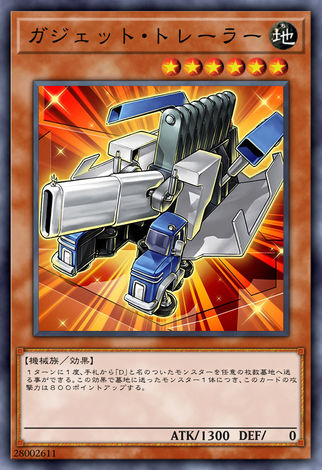 ガジェット・トレーラー
地
【機械族／効果】
１ターンに１度、手札から「Ｄ」と名のついたモンスターを任意の枚数墓地へ送
る事ができる。この効果で墓地に送ったモンスター１体につき、このカードの攻
撃力は８００ポイントアップする。
ATK/1300 DEF/ 0
28002611